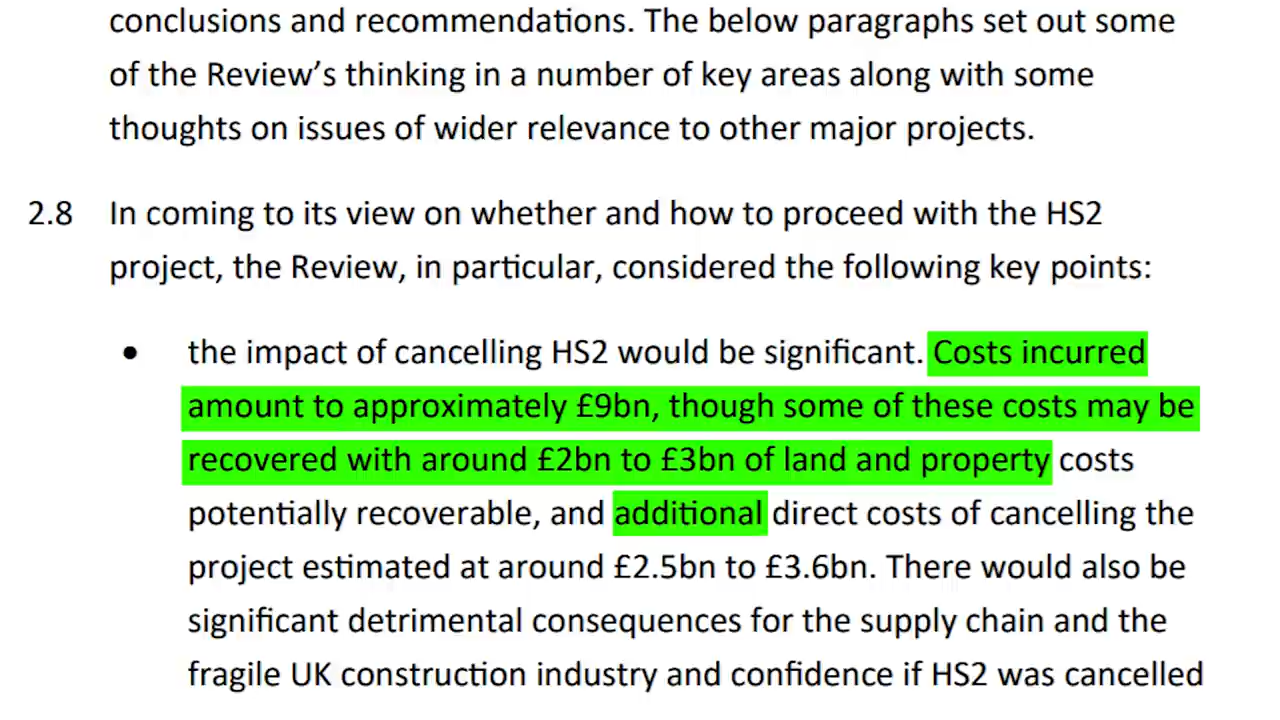 conclusions and recommendations. The below paragraphs set out some
of the Review’s thinking in a number of key areas along with some
thoughts on issues of wider relevance to other major projects.
2.8 In coming to its view on whether and how to proceed with the HS2
project, the Review, in particular, considered the following key points:
• the impact of cancelling HS2 would be significant. Costs incurred
amount to approximately £9bn, though some of these costs may be
recovered with around £2bn to £3bn of land and property costs
potentially recoverable, and additional direct costs of cancelling the
project estimated at around £2.5bn to £3.6bn. There would also be
significant detrimental consequences for the supply chain and the
fragile UK construction industry and confidence if HS2 was cancelled